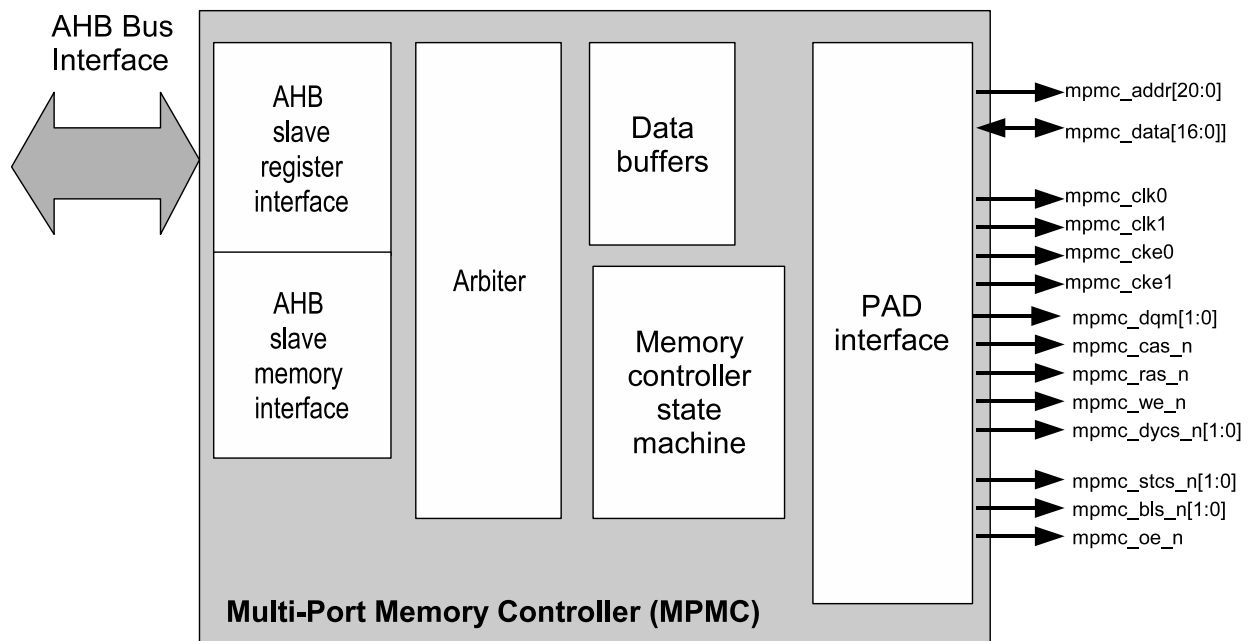 AHB Bus
Interface
AHB
slave
register
interface
AHB
slave
memory
interface
Arbiter
Data
buffers
Memory
controller
state
machine
PAD
interface
mpmc_addr[20:0]
mpmc_data[16:0]]
mpmc_clk0
mpmc_clk1
mpmc_cke0
mpmc_cke1
mpmc_dqm[1:0]
mpmc_cas_n
mpmc_ras_n
mpmc_we_n
mpmc_dycs_n[1:0]
mpmc_stcs_n[1:0]
mpmc_bls_n[1:0]
mpmc_oe_n
Multi-Port Memory Controller (MPMC)